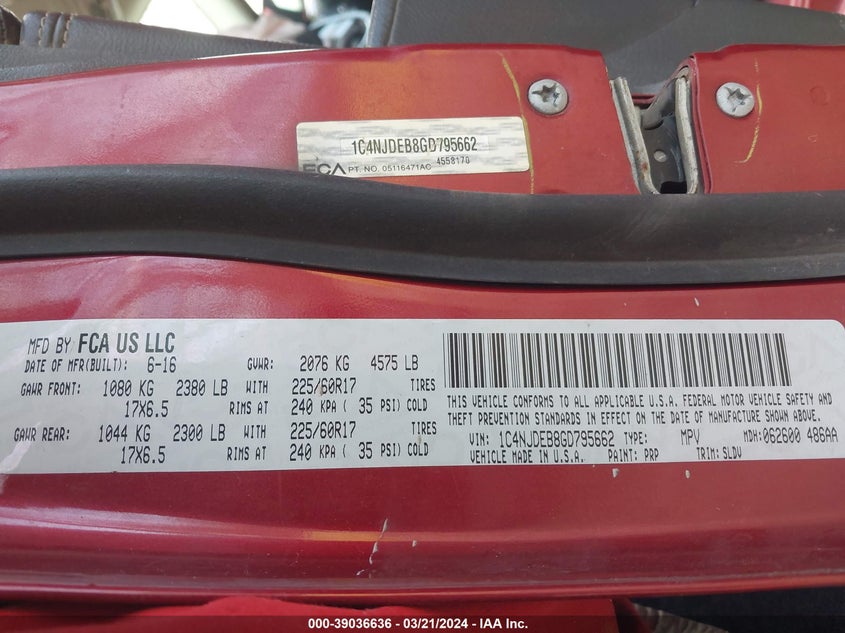 1C4NJDEB8GD795662
4558170
FCA PT. NO. 05116471AC
MFD BY FCA US LLC
DATE OF MFR(BUILT): 6-16 GVWR: 2076 KG 4575 LB
GAWR FRONT: 1080 KG 2380 LB WITH 225/60R17 TIRES
17X6.5 RIMS AT 240 KPA ( 35 PSI) COLD
GAWR REAR: 1044 KG 2300 LB WITH 225/60R17 TIRES
17X6.5 RIMS AT 240 KPA ( 35 PSI) COLD
THIS VEHICLE CONFORMS TO ALL APPLICABLE U.S.A. FEDERAL MOTOR VEHICLE SAFETY AND
THEFT PREVENTION STANDARDS IN EFFECT ON THE DATE OF MANUFACTURE SHOWN ABOVE.
VIN: 1C4NJDEB8GD795662 TYPE: MPV MDH: 062600 486AA
VEHICLE MADE IN U.S.A. PAINT: PRP TRIM: SLDV
000-39036636 - 03/21/2024 - IAA Inc.